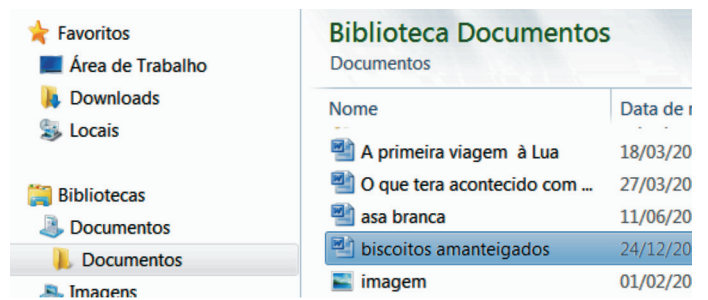 Favoritos
Área de Trabalho
Downloads
Locais
Bibliotecas
Documentos
Documentos
Imagens
Biblioteca Documentos
Documentos
Nome Data de
A primeira viagem à Lua 18/03/20
O que tera acontecido com ... 27/03/20
asa branca 11/06/20
biscoitos amanteigados 24/12/20
imagem 01/02/20